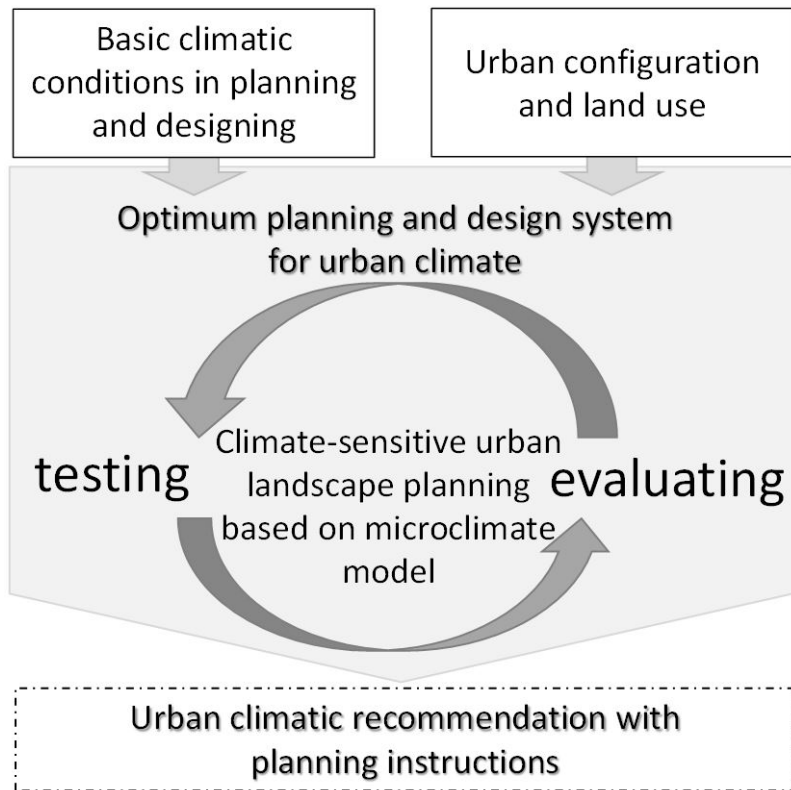 Basic climatic
conditions in planning
and designing
Urban configuration
and land use
Optimum planning and design system
for urban climate
testing
Climate-sensitive urban
landscape planning
based on microclimate
model
evaluating
Urban climatic recommendation with
planning instructions